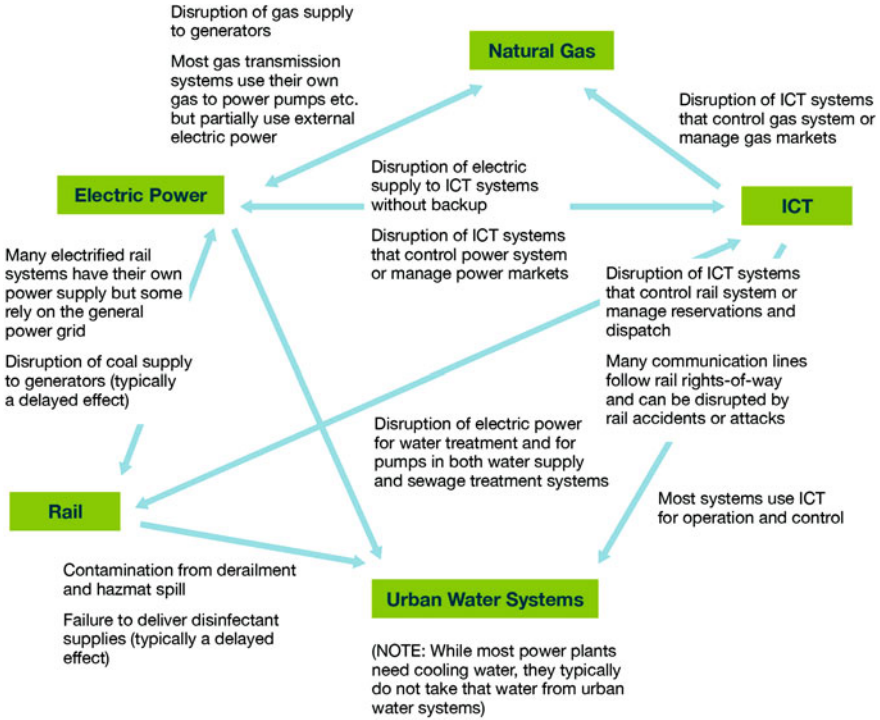 Disruption of gas supply
to generators
Most gas transmission
systems use their own
gas to power pumps etc.
but partially use external
electric power
Natural Gas
Disruption of ICT systems
that control gas system or
manage gas markets
Electric Power
Disruption of electric
supply to ICT systems
without backup
Disruption of ICT systems
that control power system
or manage power markets
ICT
Many electrified rail
systems have their own
power supply but some
rely on the general
power grid
Disruption of coal supply
to generators (typically
a delayed effect)
Disruption of ICT systems
that control rail system or
manage reservations and
dispatch
Many communication lines
follow rail rights-of-way
and can be disrupted by
rail accidents or attacks
Disruption of electric power
for water treatment and for
pumps in both water supply
and sewage treatment systems
Rail
Most systems use ICT
for operation and control
Contamination from derailment
and hazmat spill
Failure to deliver disinfectant
supplies (typically a delayed
effect)
Urban Water Systems
(NOTE: While most power plants
need cooling water, they typically
do not take that water from urban
water systems)